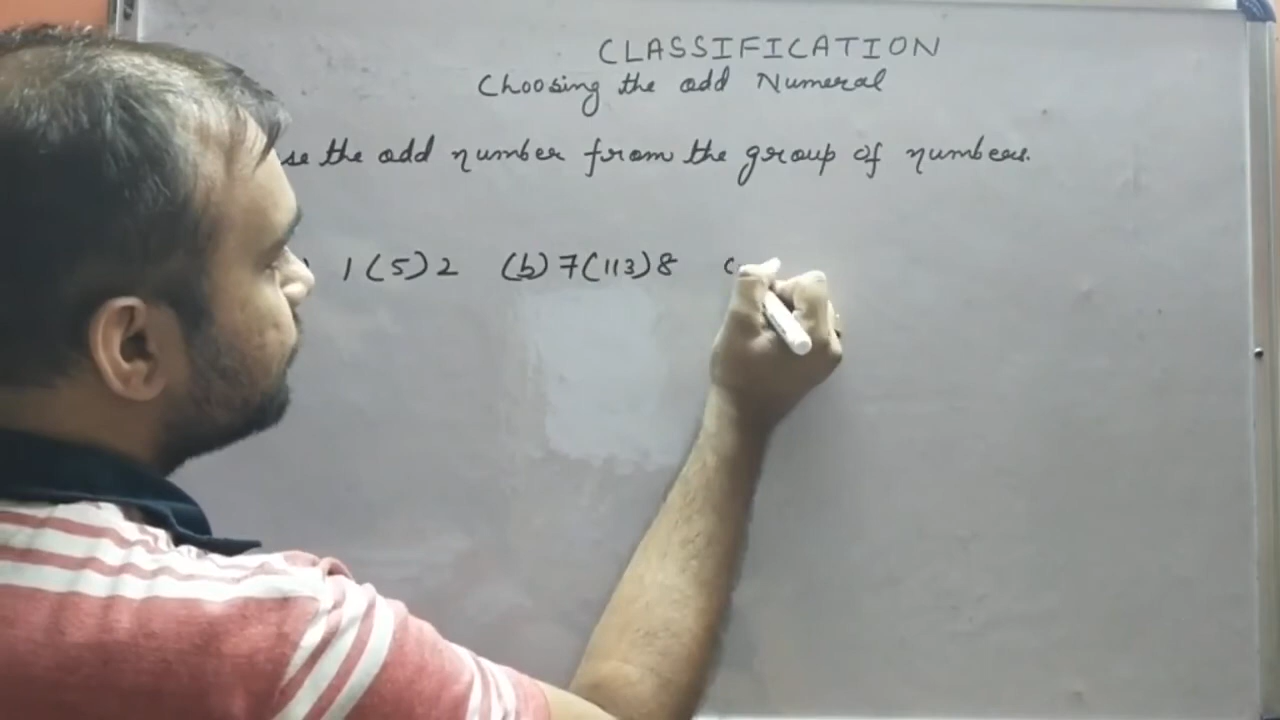 CLASSIFICATION
Choosing the odd Numeral
se the odd number from the group of numbers.
) 1(5)2 (b) 7(113)8 (